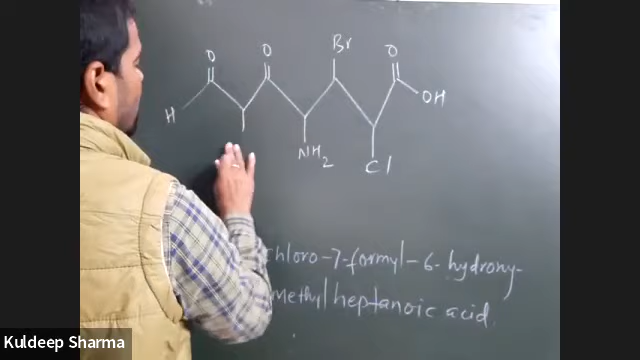 Br
O
O
O
H
OH
NH2
Cl
chloro-7-formyl-6-hydroxy-
methyl heptanoic acid.
Kuldeep Sharma